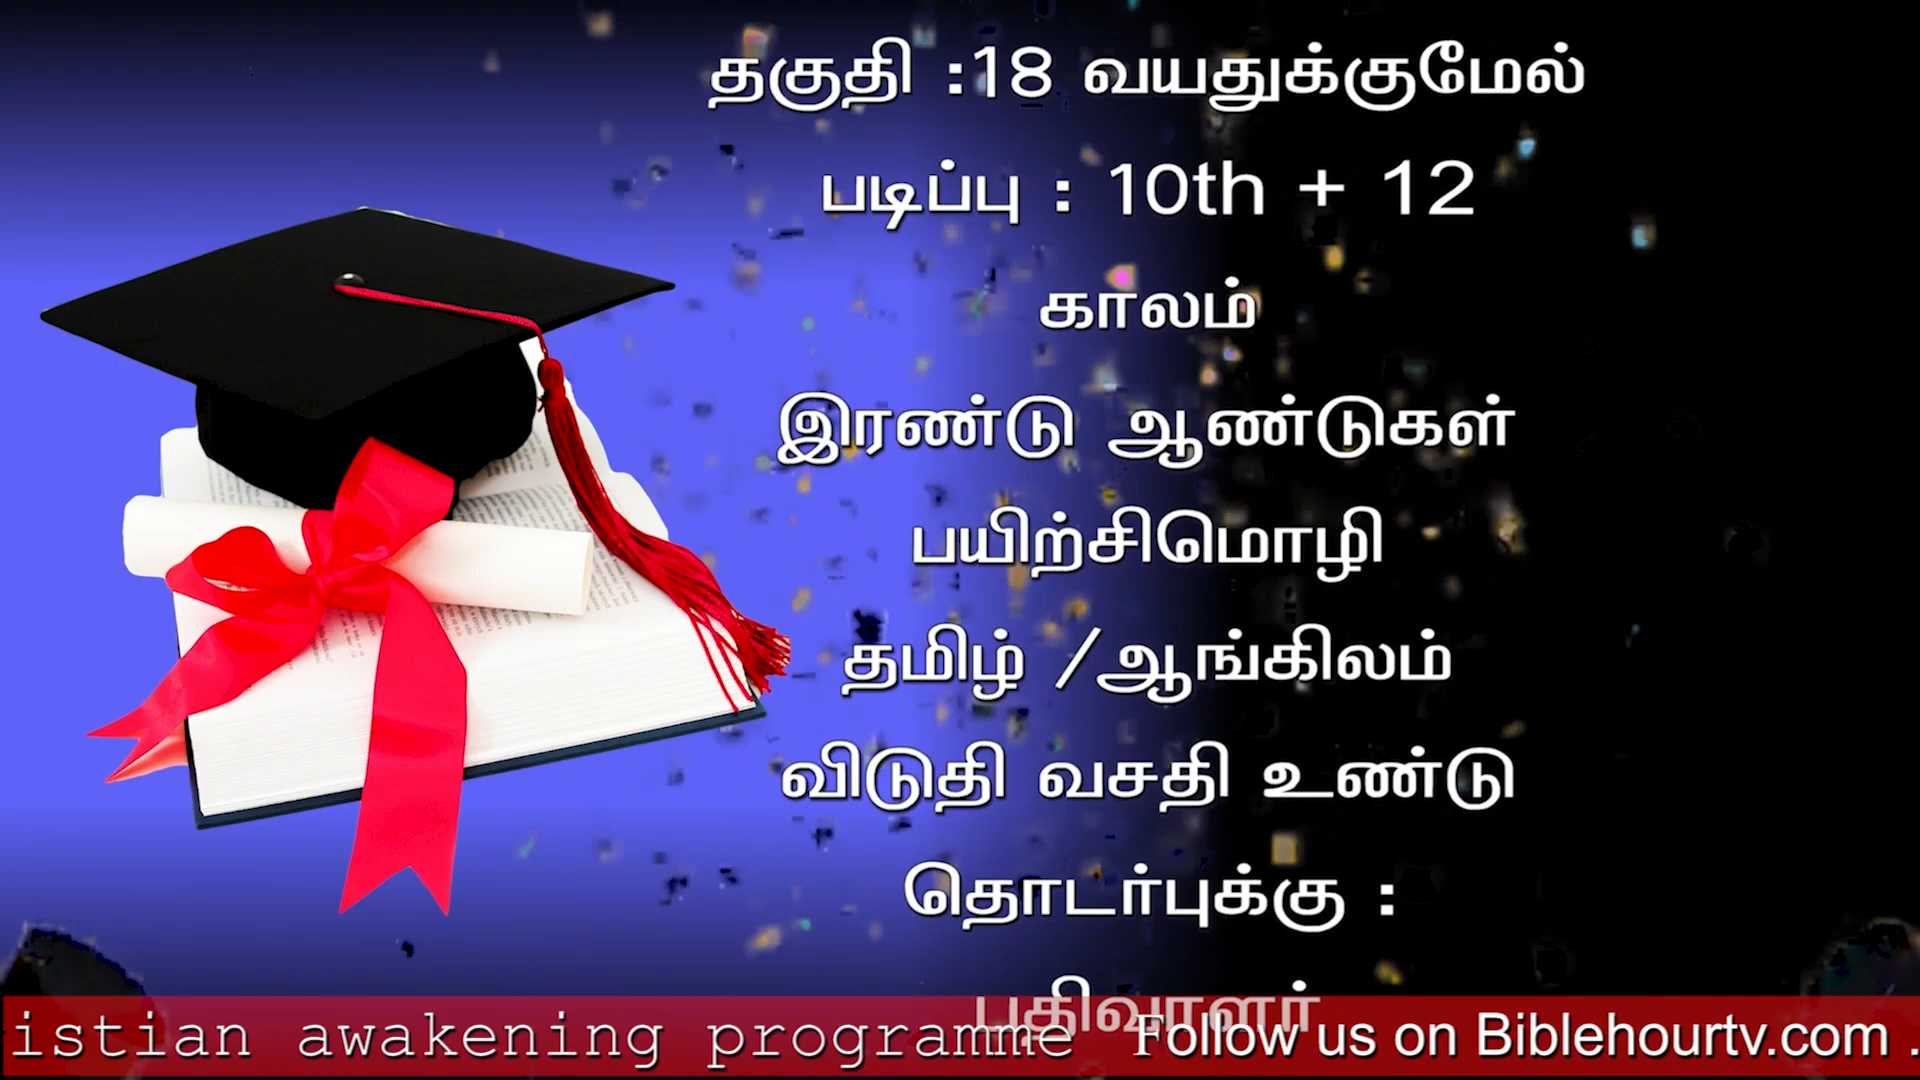 தகுதி :18 வயதுக்குமேல்
படிப்பு : 10th + 12
காலம்
இரண்டு ஆண்டுகள்
பயிற்சிமொழி
தமிழ் /ஆங்கிலம்
விடுதி வசதி உண்டு
தொடர்புக்கு :
பதிவாளர்
istian awakening programme Follow us on Biblehourtv.com .